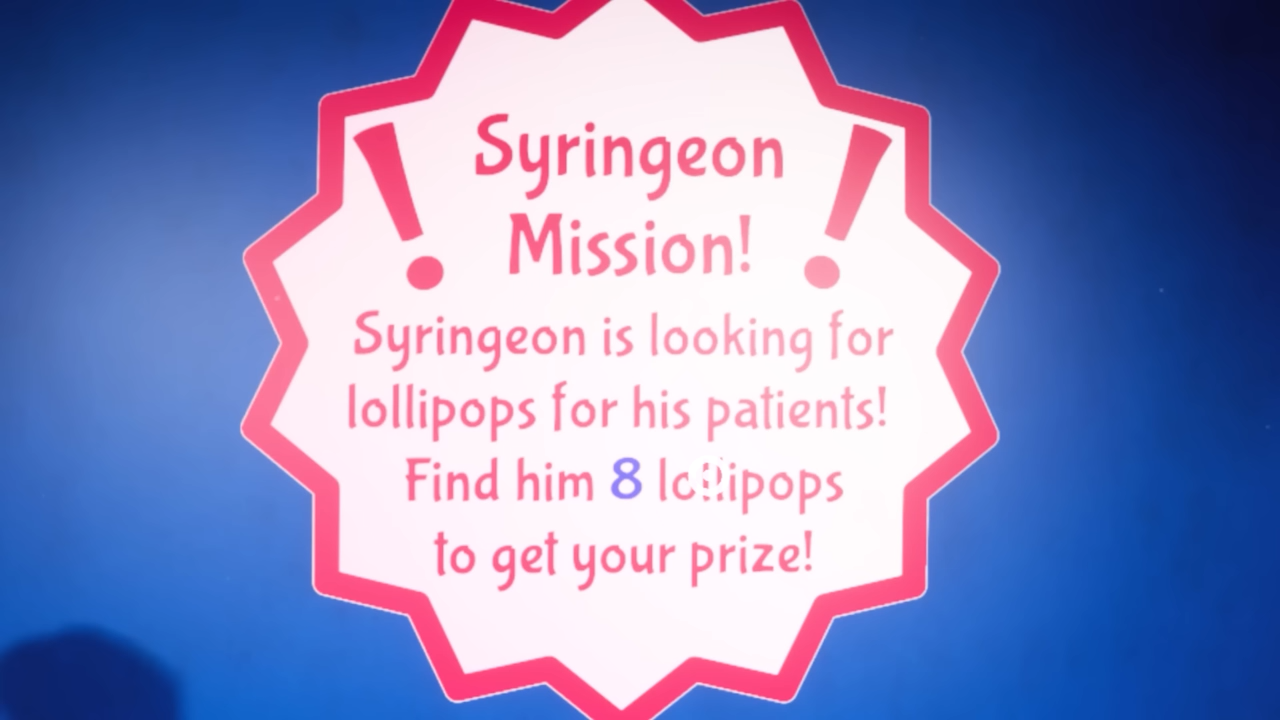 Syringeon
Mission!
Syringeon is looking for
lollipops for his patients!
Find him 8 lollipops
to get your prize!